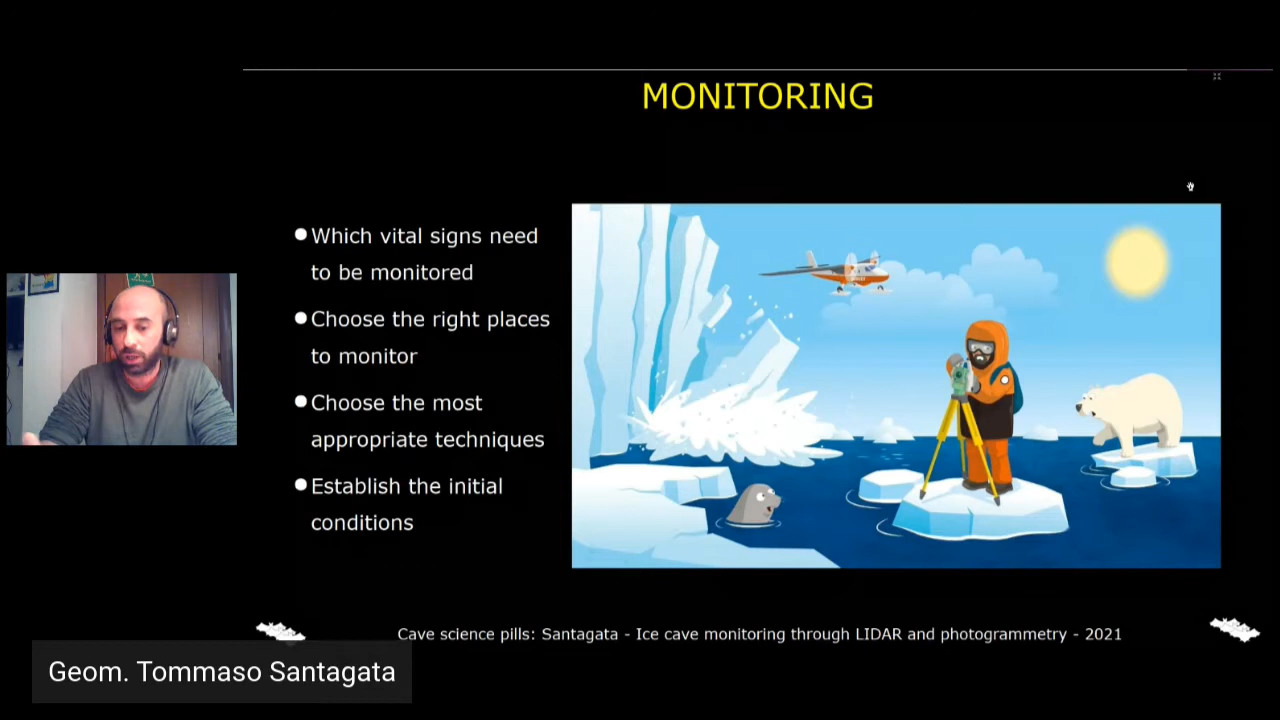 MONITORING
Which vital signs need
to be monitored
Choose the right places
to monitor
Choose the most
appropriate techniques
Establish the initial
conditions
Cave science pills: Santagata - Ice cave monitoring through LIDAR and photogrammetry - 2021
Geom. Tommaso Santagata